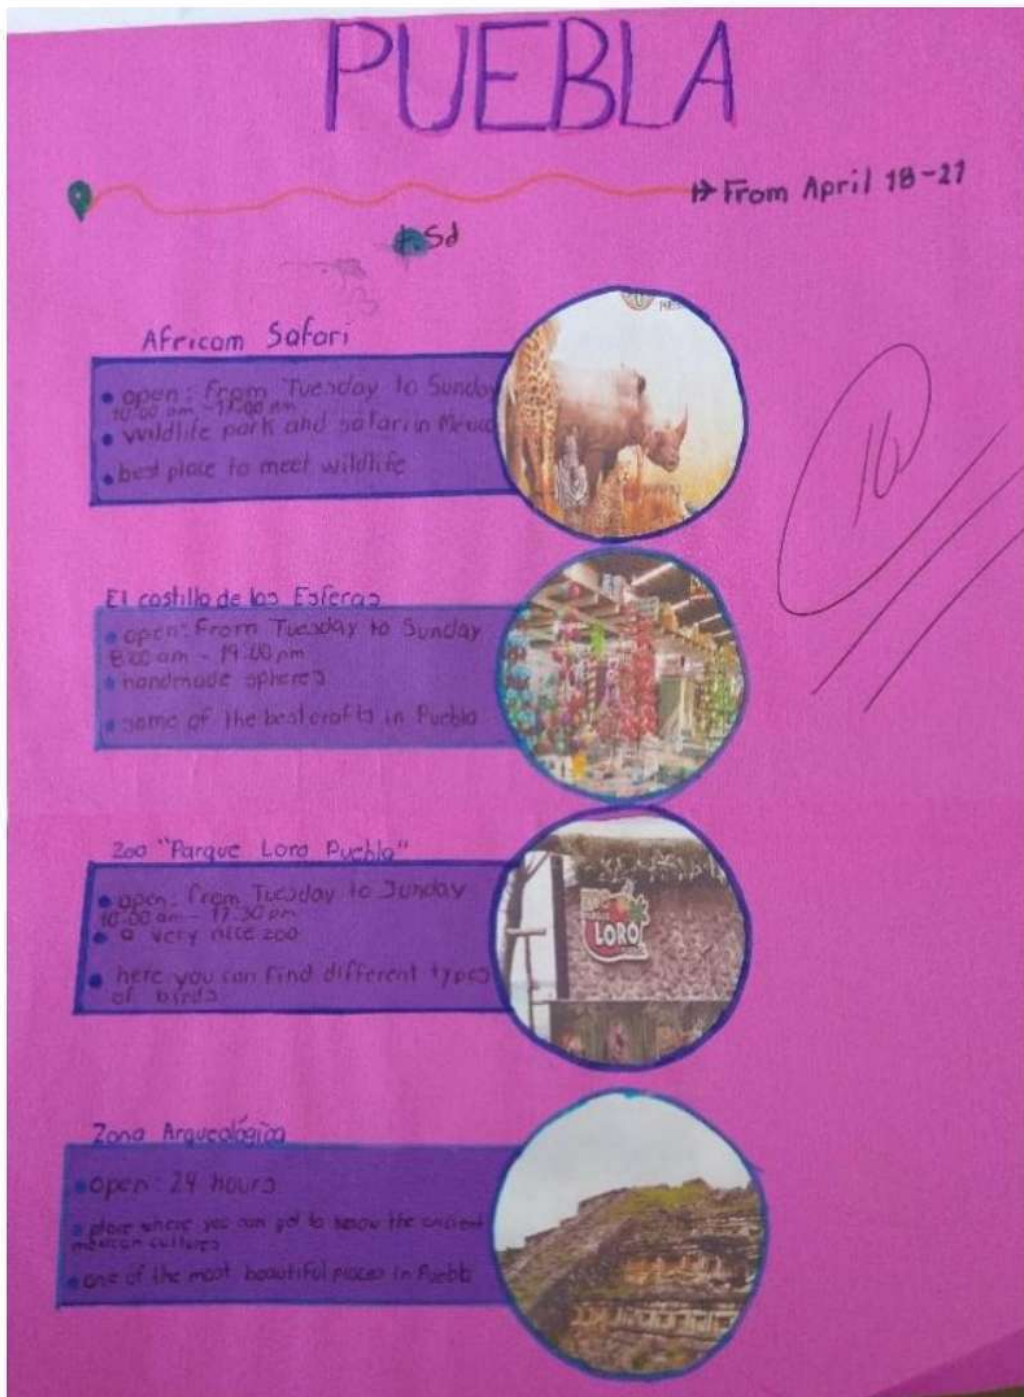 PUEBLA
From April 18-21
Sd
African Safari
open: From Tuesday to Sunday
10:00 am - 17:00 pm
wildlife park and safari in Mexico
best place to meet wildlife
El castillo de las Esferas
open: From Tuesday to Sunday
8:00 am - 19:00 pm
handmade spheres
some of the best crafts in Puebla
Zoo "Parque Loro Puebla"
open: from Tuesday to Sunday
10:00 am - 17:30 pm
a very nice zoo
here you can find different types
of birds
LORO
Zona Arqueológica
open: 24 hours
place where you can get to know the ancient
mexican cultures
one of the most beautiful places in Puebla
10